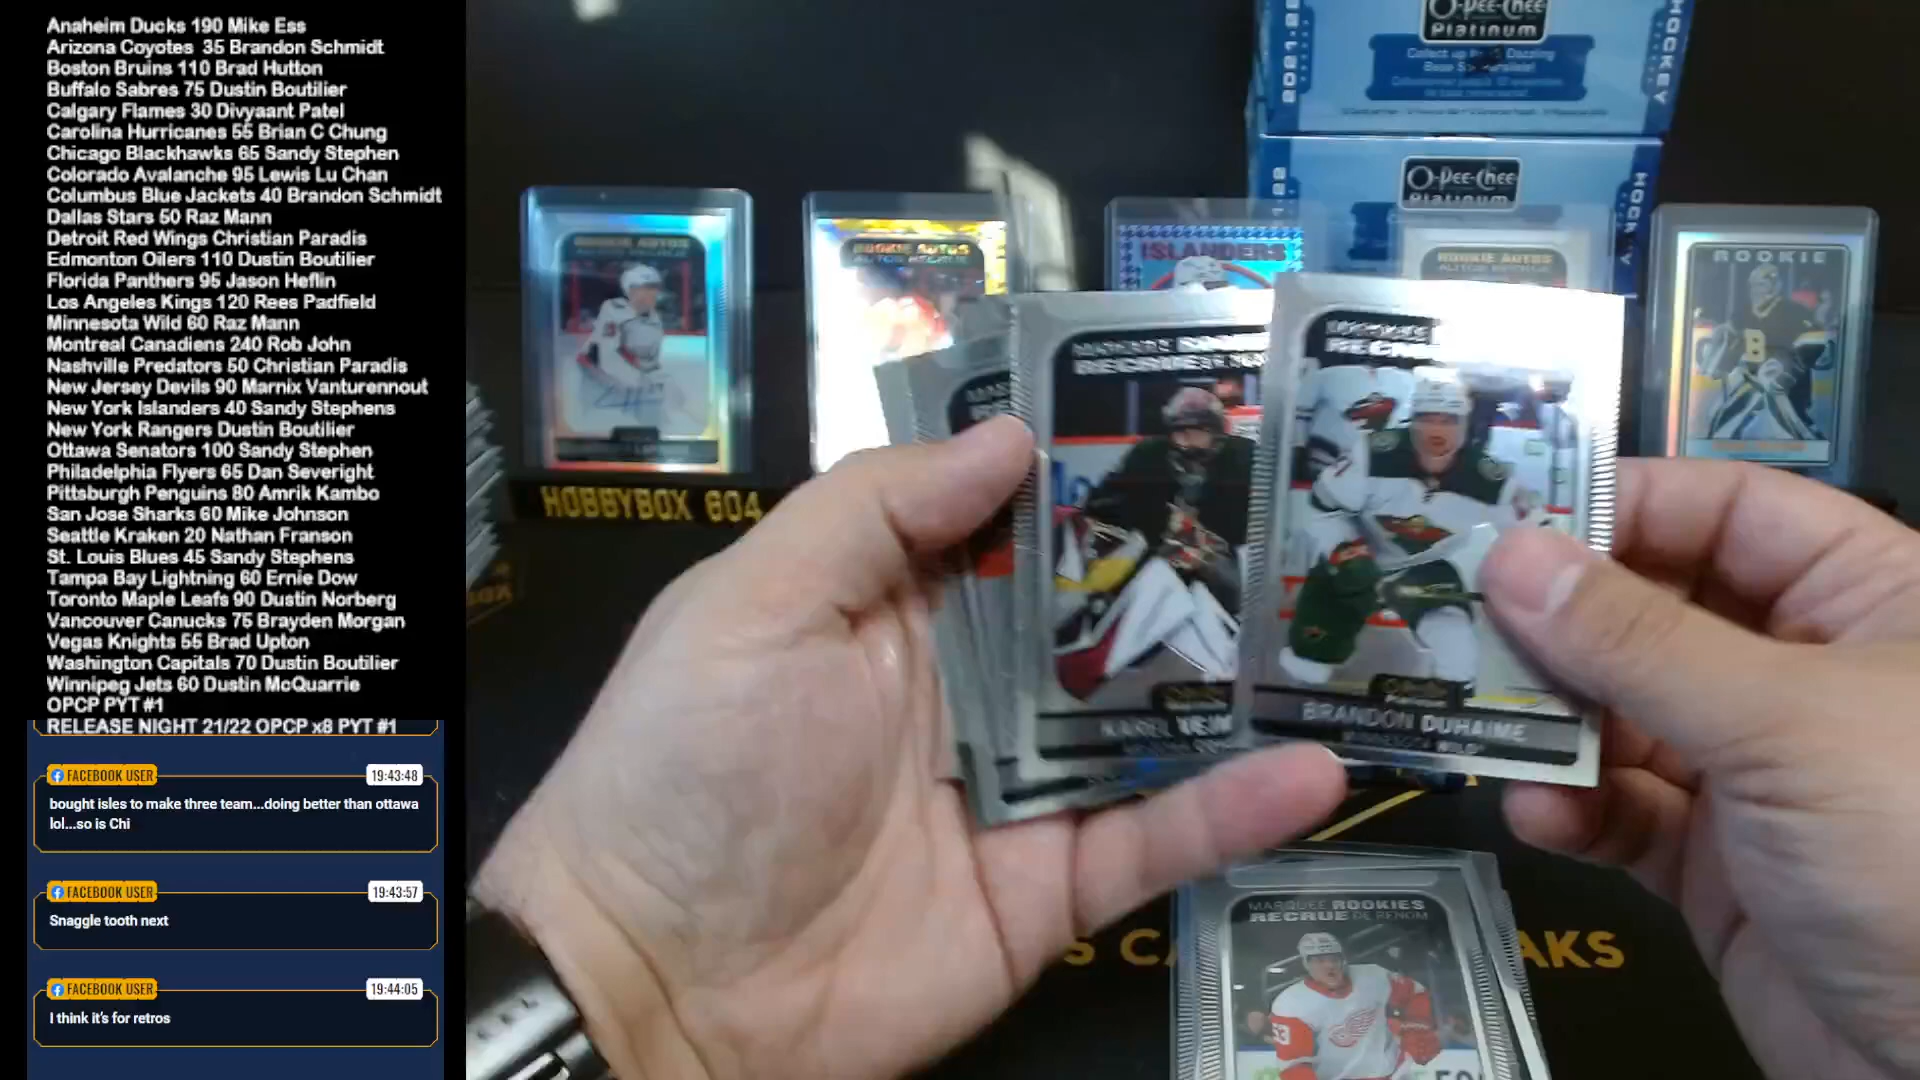 Anaheim Ducks 190 Mike Ess
Arizona Coyotes 35 Brandon Schmidt
Boston Bruins 110 Brad Hutton
Buffalo Sabres 75 Dustin Boutilier
Calgary Flames 30 Divyaant Patel
Carolina Hurricanes 55 Brian C Chung
Chicago Blackhawks 65 Sandy Stephen
Colorado Avalanche 95 Lewis Lu Chan
Columbus Blue Jackets 40 Brandon Schmidt
Dallas Stars 50 Raz Mann
Detroit Red Wings Christian Paradis
Edmonton Oilers 110 Dustin Boutilier
Florida Panthers 95 Jason Heflin
Los Angeles Kings 120 Rees Padfield
Minnesota Wild 60 Raz Mann
Montreal Canadiens 240 Rob John
Nashville Predators 50 Christian Paradis
New Jersey Devils 90 Marnix Vanturennout
New York Islanders 40 Sandy Stephens
New York Rangers Dustin Boutilier
Ottawa Senators 100 Sandy Stephen
Philadelphia Flyers 65 Dan Severight
Pittsburgh Penguins 80 Amrik Kambo
San Jose Sharks 60 Mike Johnson
Seattle Kraken 20 Nathan Franson
St. Louis Blues 45 Sandy Stephens
Tampa Bay Lightning 60 Ernie Dow
Toronto Maple Leafs 90 Dustin Norberg
Vancouver Canucks 75 Brayden Morgan
Vegas Knights 55 Brad Upton
Washington Capitals 70 Dustin Boutilier
Winnipeg Jets 60 Dustin McQuarrie
OPCP PYT #1
RELEASE NIGHT 21/22 OPCP x8 PYT #1
FACEBOOK USER 19:43:48
bought isles to make three team...doing better than ottawa
lol...so is Chi
FACEBOOK USER 19:43:57
Snaggle tooth next
FACEBOOK USER 19:44:05
I think it's for retros
O-Pee-Chee
Platinum
HOCKEY
O-Pee-Chee
Platinum
HOCKEY
ROOKIE AUTOS
ROOKIE AUTOS
ISLANDERS
ROOKIE AUTOS
ROOKIE
HOBBYBOX 604
RECRUE
KAREL
BRANDON DUHAIME
MINNESOTA WILD
MARQUEE ROOKIES
RECRUE DE RENOM
53